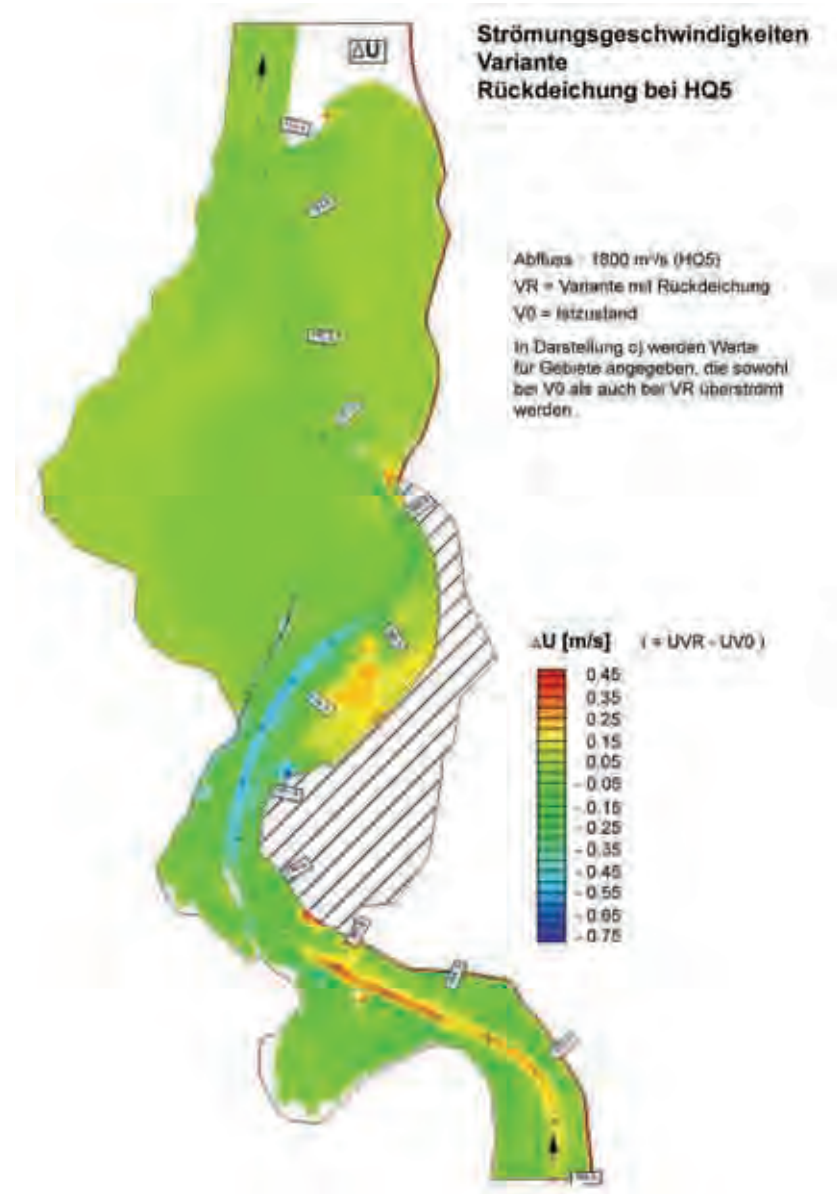 Strömungsgeschwindigkeiten
Variante
Rückdeichung bei HQ5
ΔU
Abfluss = 1800 m³/s (HQ5)
VR = Variante mit Rückdeichung
V0 = Istzustand
In Darstellung c) werden Werte
für Gebiete angegeben, die sowohl
bei V0 als auch bei VR überströmt
werden.
ΔU [m/s] ( = UVR - UV0 )
0.45
0.35
0.25
0.15
0.05
- 0.05
- 0.15
- 0.25
- 0.35
- 0.45
- 0.55
- 0.65
- 0.75